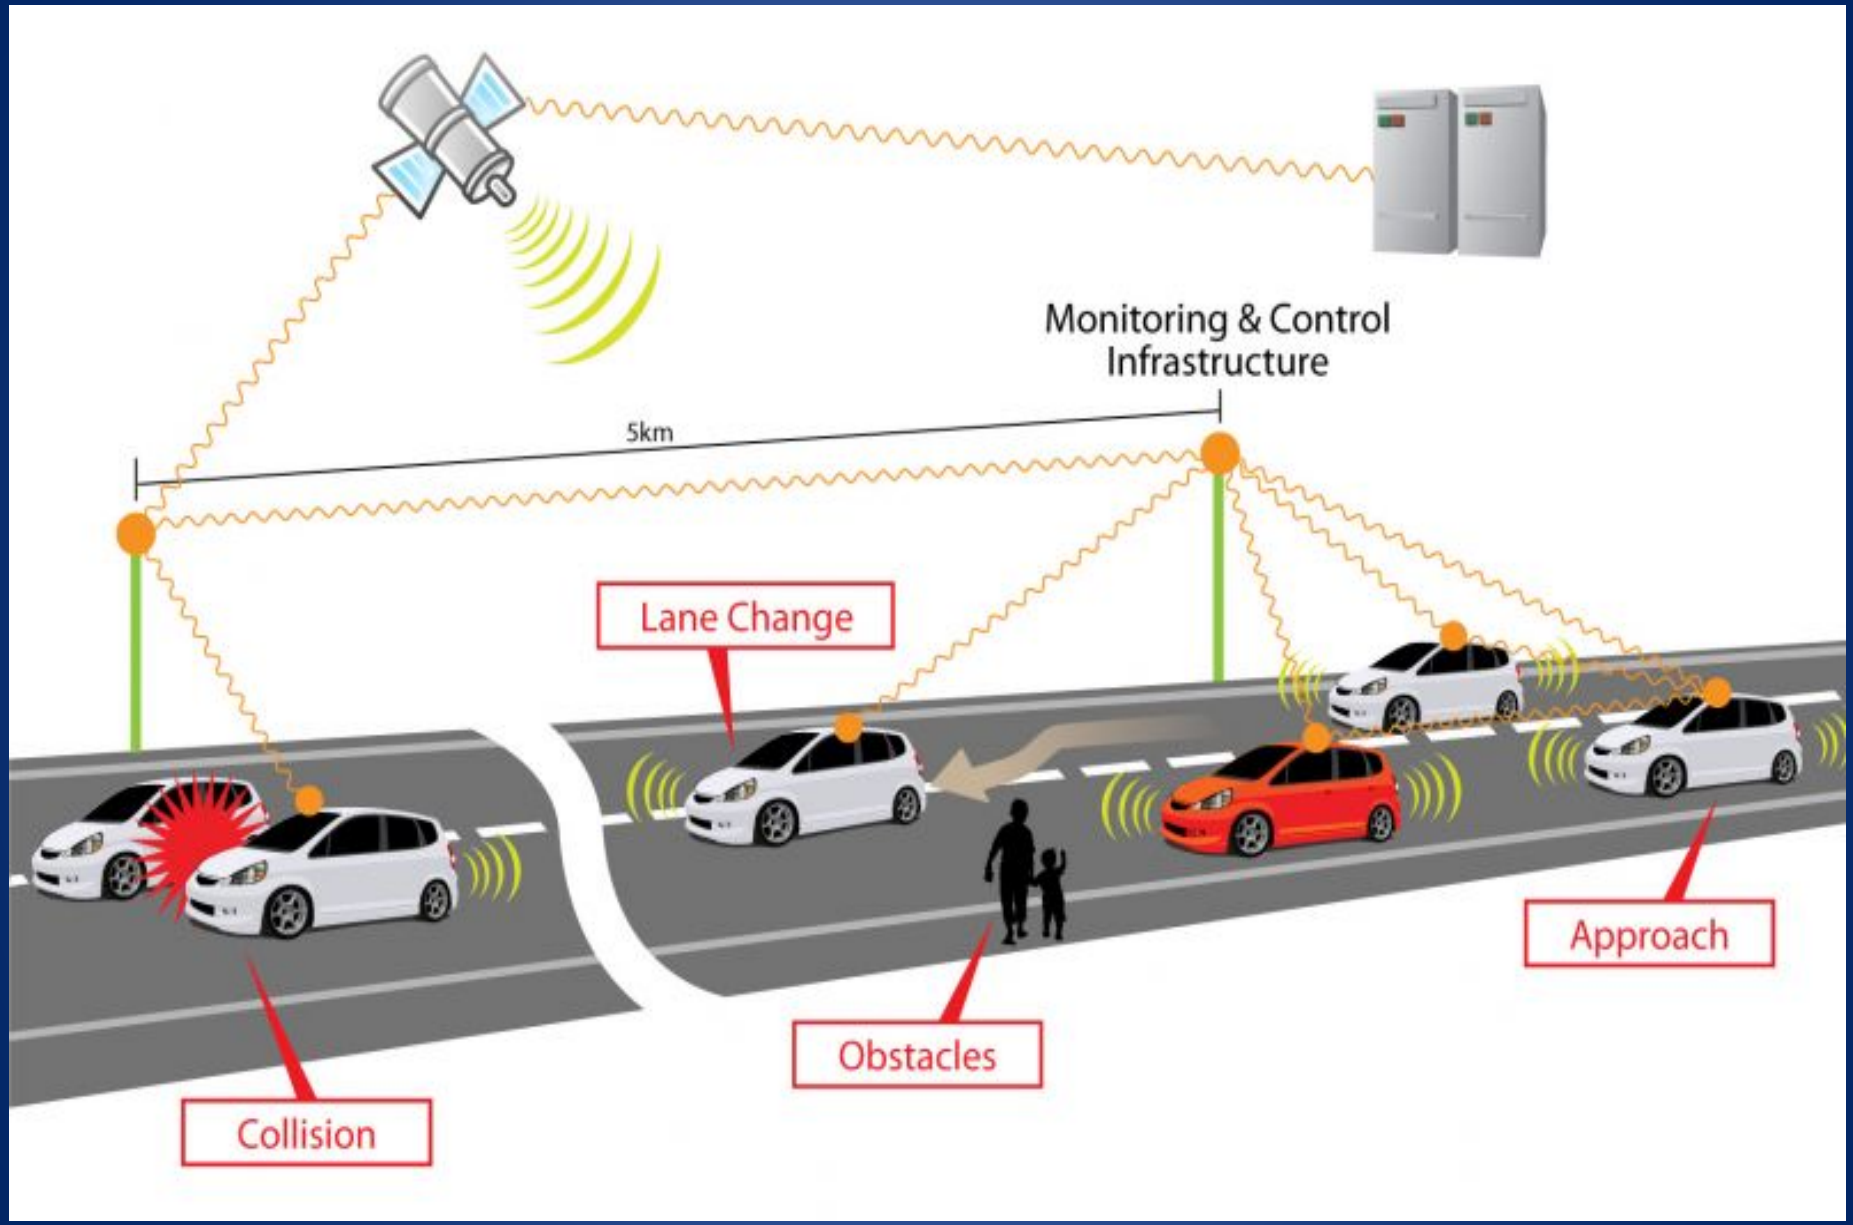 Monitoring & Control
Infrastructure
5km
Lane Change
Approach
Obstacles
Collision